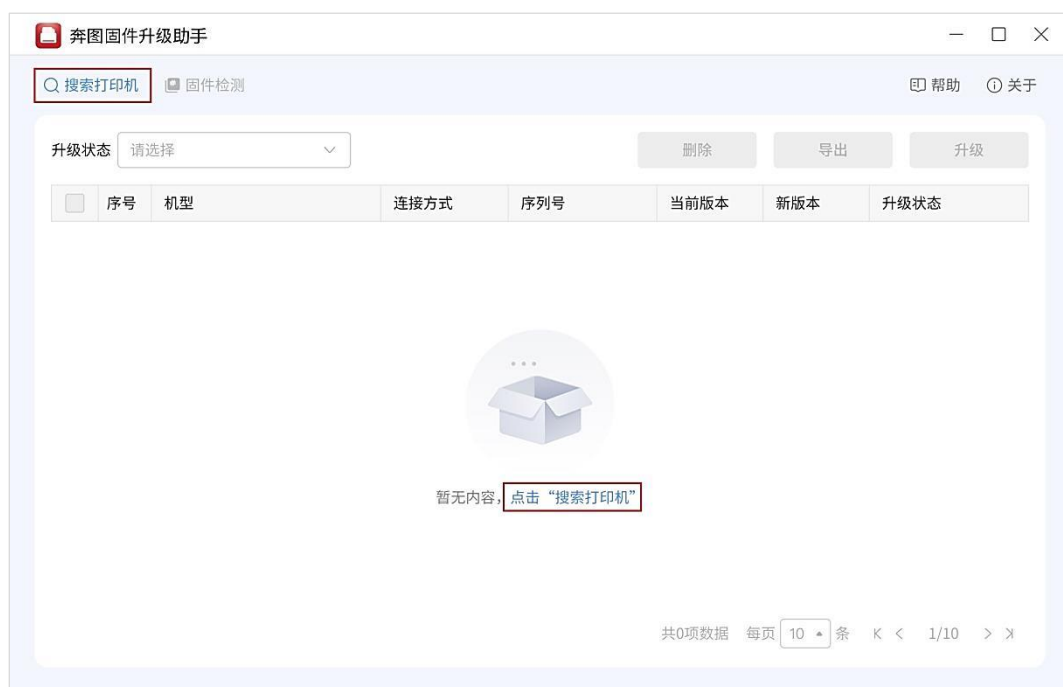 奔图固件升级助手
搜索打印机 固件检测 帮助 关于
升级状态 请选择 删除 导出 升级
序号 机型 连接方式 序列号 当前版本 新版本 升级状态
暂无内容，点击“搜索打印机”
共0项数据 每页 10 条 1/10